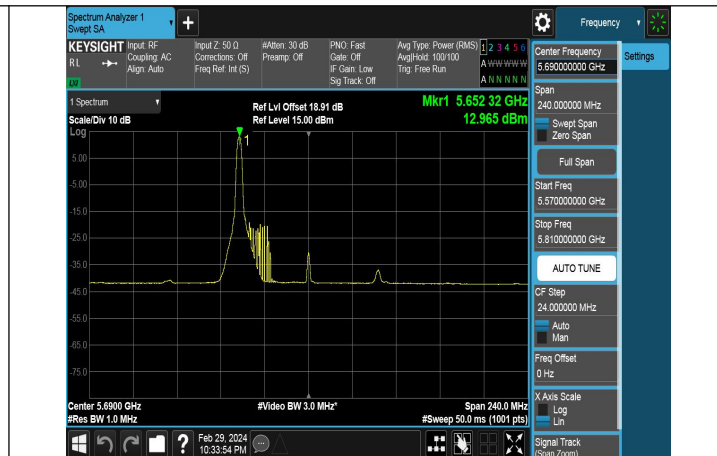 Spectrum Analyzer 1
Swept SA
+
Frequency
KEYSIGHT
RL
Input: RF
Coupling: AC
Align: Auto
Input Z: 50 Ω
Corrections: Off
Freq Ref: Int (S)
#Atten: 30 dB
Preamp: Off
PNO: Fast
Gate: Off
IF Gain: Low
Sig Track: Off
Avg Type: Power (RMS)
Avg|Hold: 100/100
Trig: Free Run
1 2 3 4 5 6
A W W W W W
A N N N N N
1 Spectrum
Scale/Div 10 dB
Ref Lvl Offset 18.91 dB
Ref Level 15.00 dBm
Mkr1 5.652 32 GHz
12.965 dBm
Log
1
5.00
-5.00
-15.0
-25.0
-35.0
-45.0
-55.0
-65.0
-75.0
Center 5.6900 GHz
#Res BW 1.0 MHz
#Video BW 3.0 MHz*
Span 240.0 MHz
#Sweep 50.0 ms (1001 pts)
Center Frequency
5.690000000 GHz
Settings
Span
240.000000 MHz
Swept Span
Zero Span
Full Span
Start Freq
5.570000000 GHz
Stop Freq
5.810000000 GHz
AUTO TUNE
CF Step
24.000000 MHz
Auto
Man
Freq Offset
0 Hz
X Axis Scale
Log
Lin
Signal Track
(Span Zoom)
?
Feb 29, 2024
10:33:54 PM